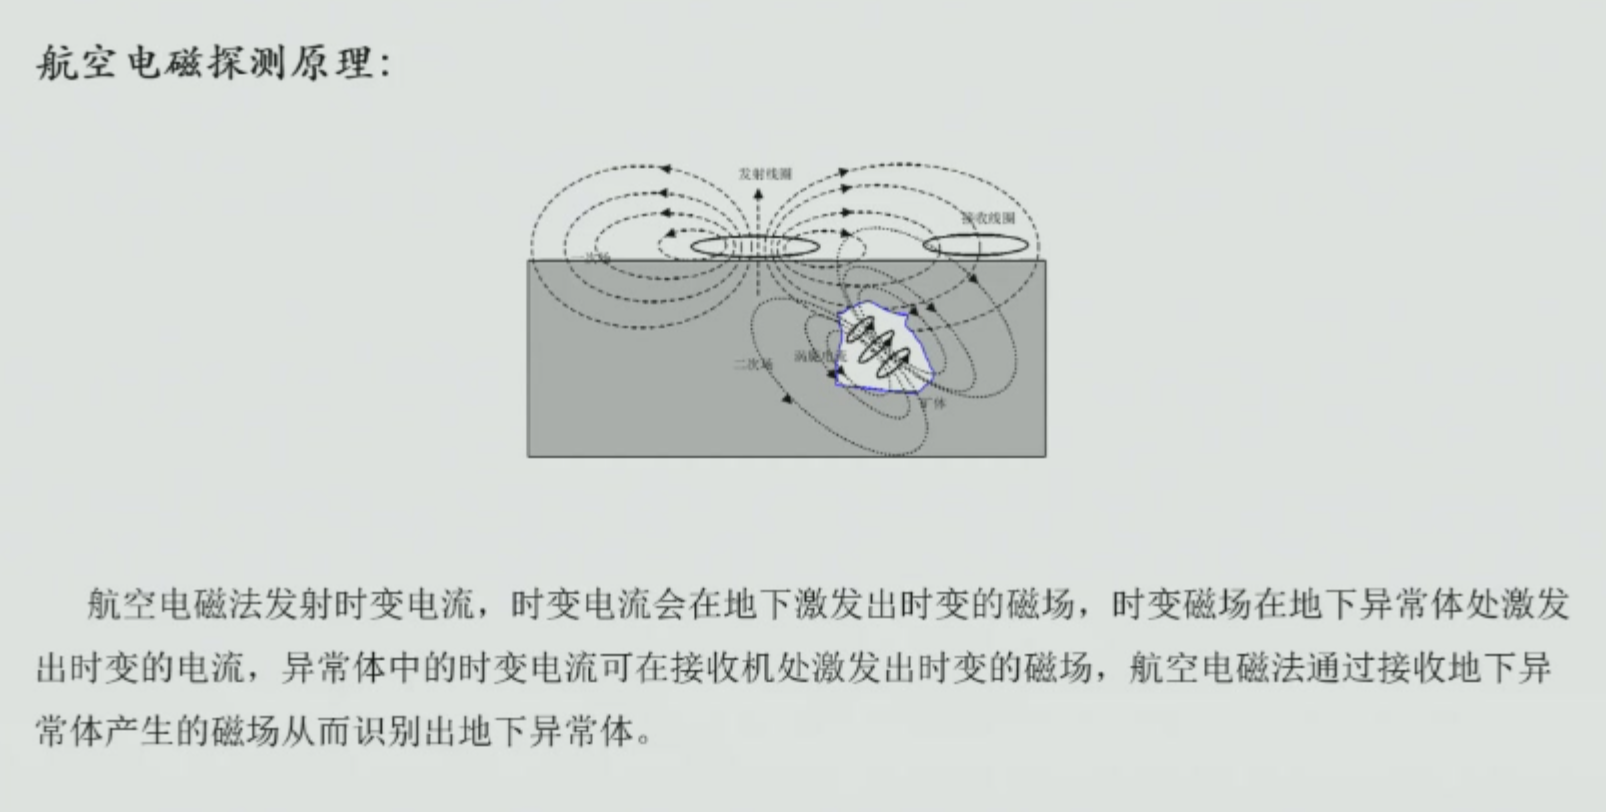 航空电磁探测原理：
发射线圈
接收线圈
一次场
涡旋电流
二次场
矿体
航空电磁法发射时变电流，时变电流会在地下激发出时变的磁场，时变磁场在地下异常体处激发
出时变的电流，异常体中的时变电流可在接收机处激发出时变的磁场，航空电磁法通过接收地下异
常体产生的磁场从而识别出地下异常体。